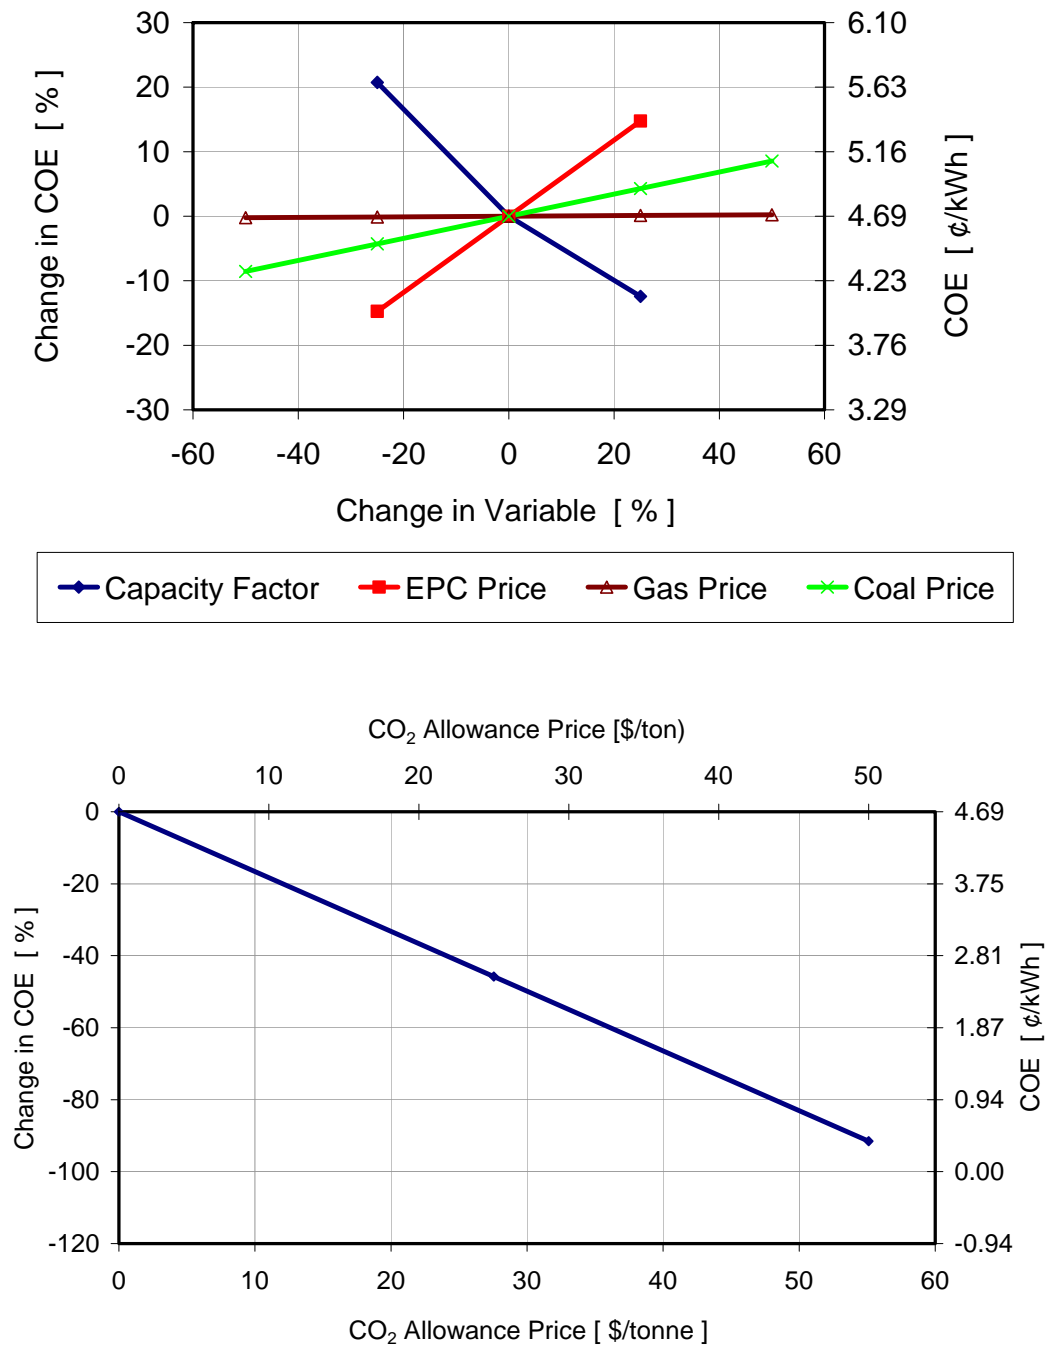 30 6.10
20 5.63
10 5.16
0 4.69
-10 4.23
-20 3.76
-30 3.29
Change in COE [ % ]
COE [ ¢/kWh ]
-60 -40 -20 0 20 40 60
Change in Variable [ % ]
Capacity Factor EPC Price Gas Price Coal Price
CO₂ Allowance Price [$/ton)
0 10 20 30 40 50
0 4.69
-20 3.75
-40 2.81
-60 1.87
-80 0.94
-100 0.00
-120 -0.94
Change in COE [ % ]
COE [ ¢/kWh ]
0 10 20 30 40 50 60
CO₂ Allowance Price [ $/tonne ]